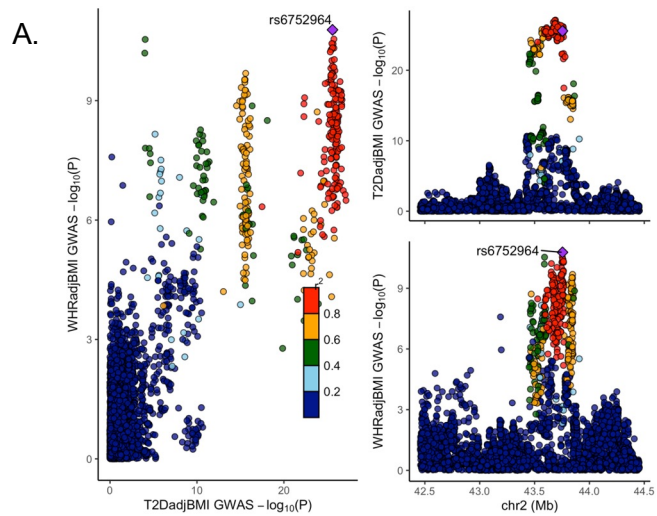 A.
rs6752964
WHRadjBMI GWAS − log10(P)
9
6
3
0
0
10
20
T2DadjBMI GWAS − log10(P)
r2
0.8
0.6
0.4
0.2
T2DadjBMI GWAS − log10(P)
20
10
0
rs6752964
WHRadjBMI GWAS − log10(P)
9
6
3
0
42.5 43.0 43.5 44.0 44.5
chr2 (Mb)